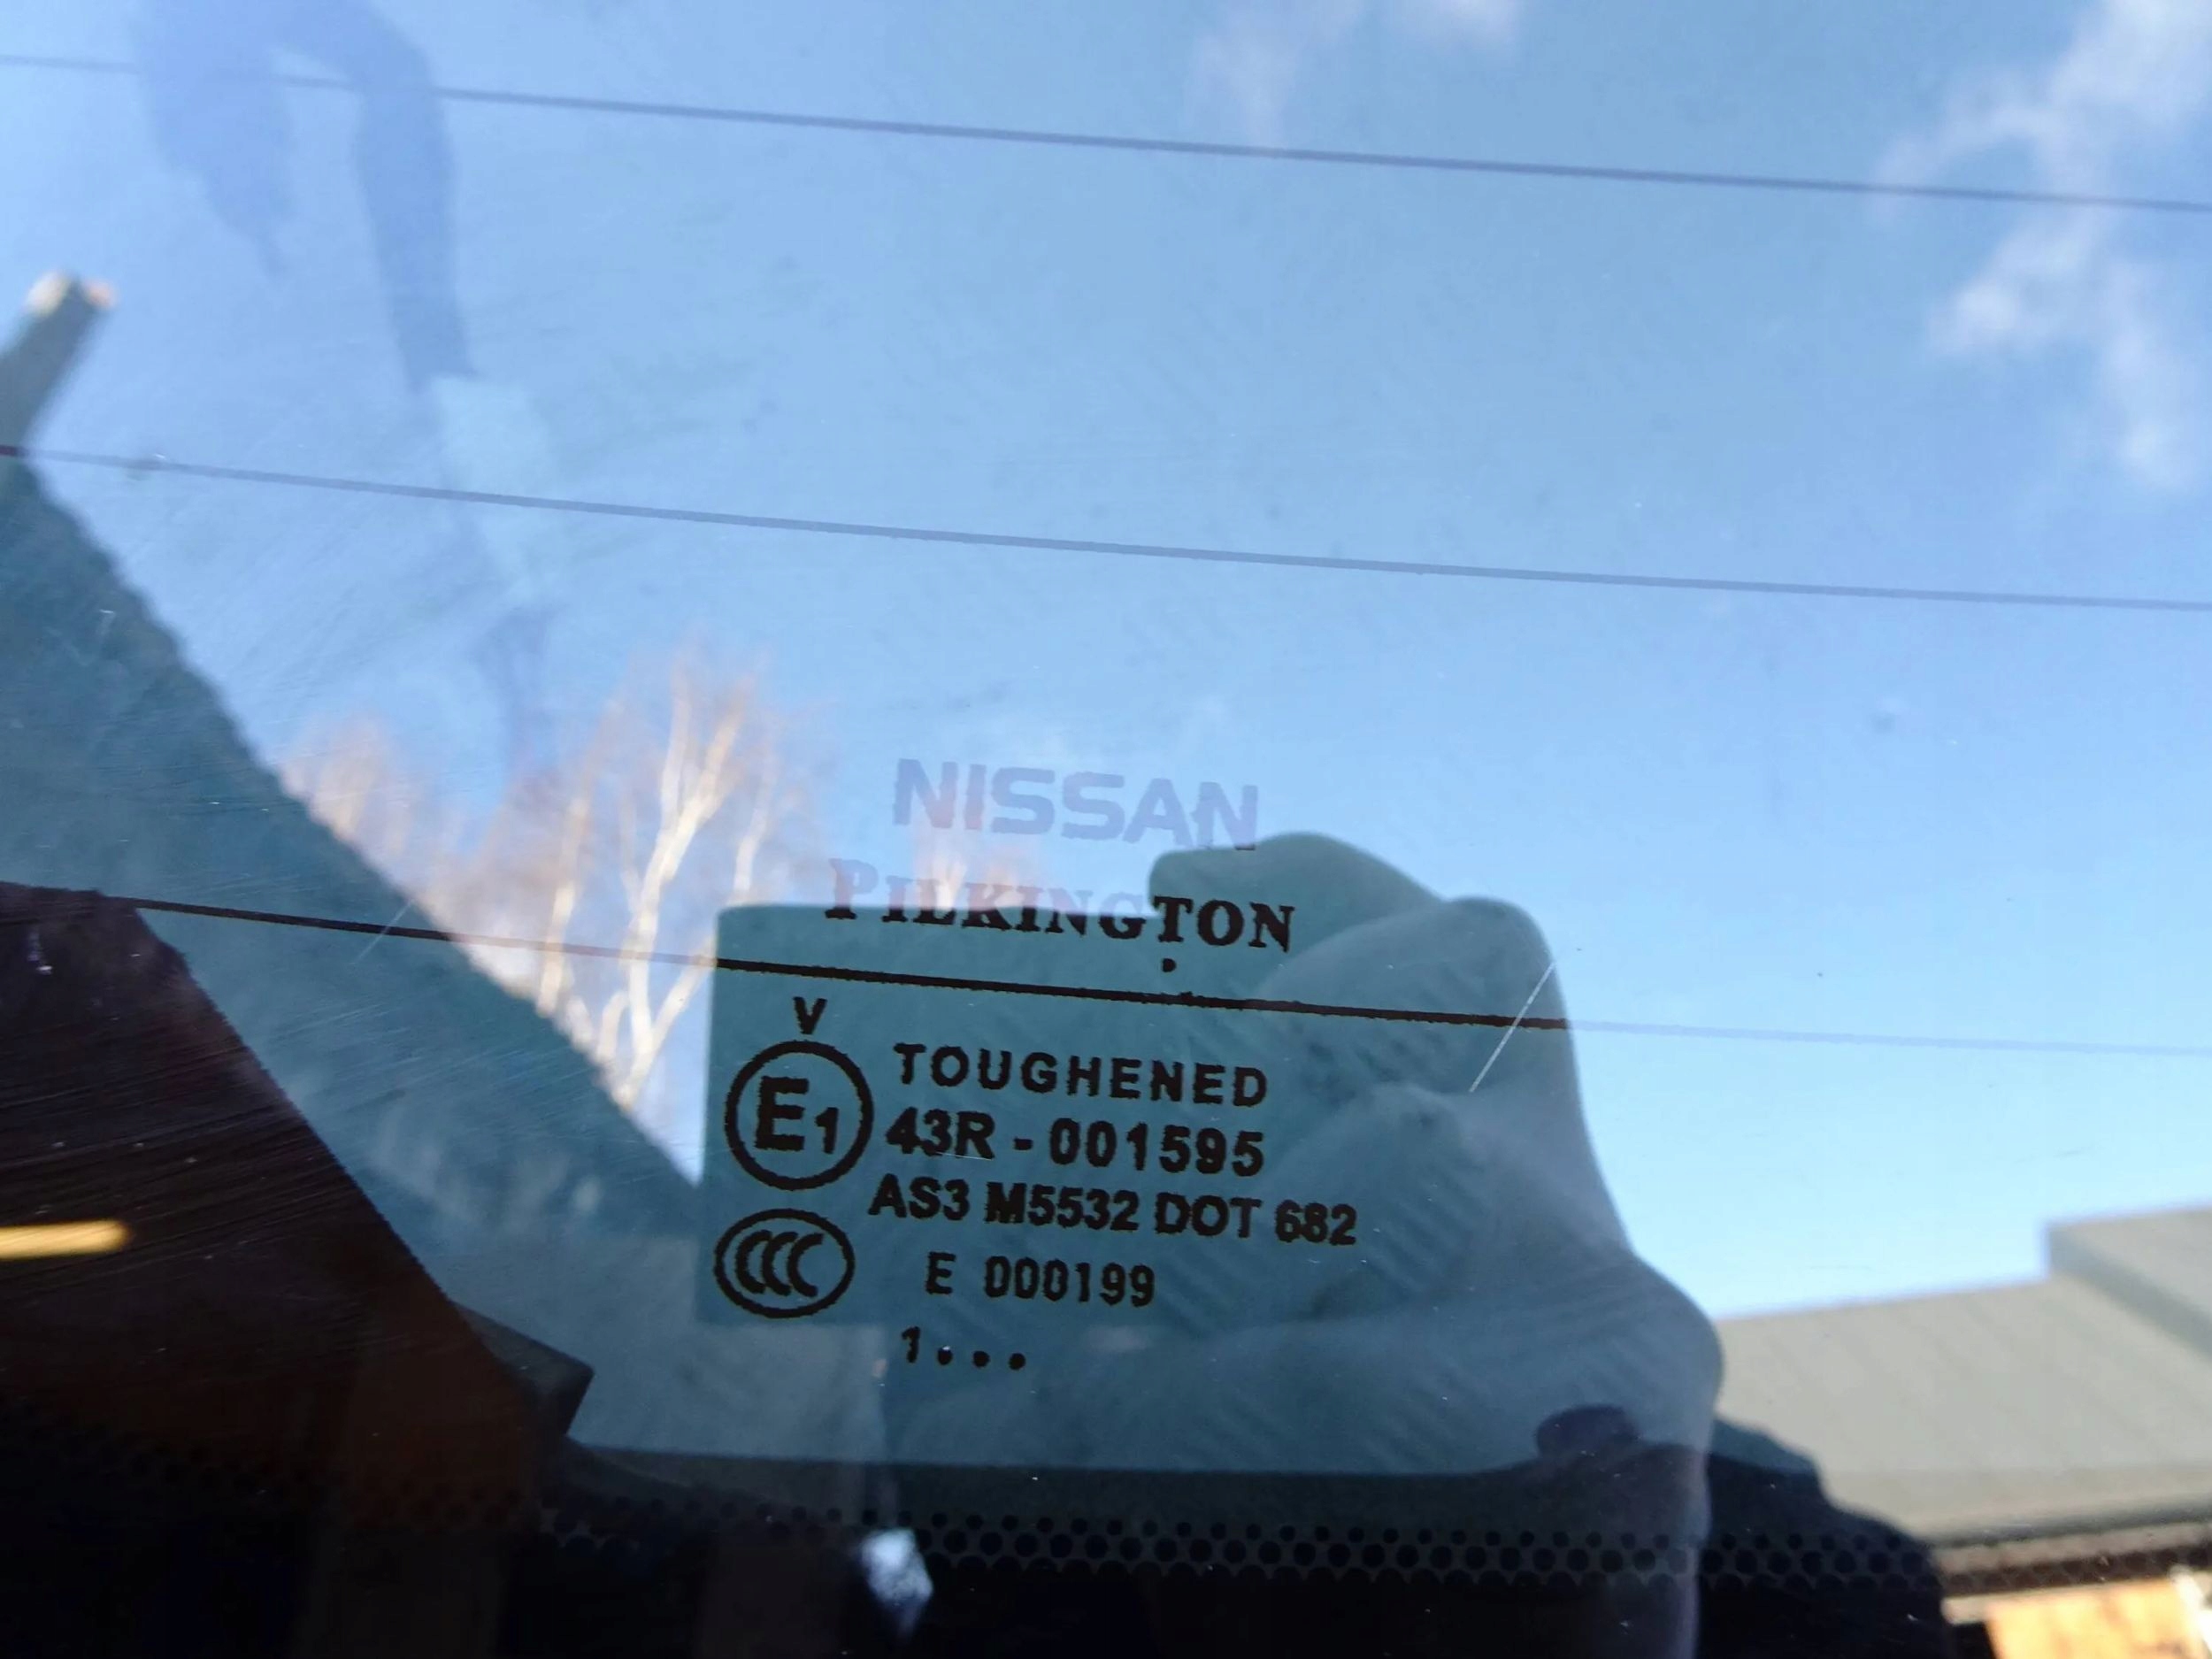 NISSAN
PILKINGTON
V
E1 TOUGHENED
43R - 001595
AS3 M5532 DOT 682
CCC E 000199
1...